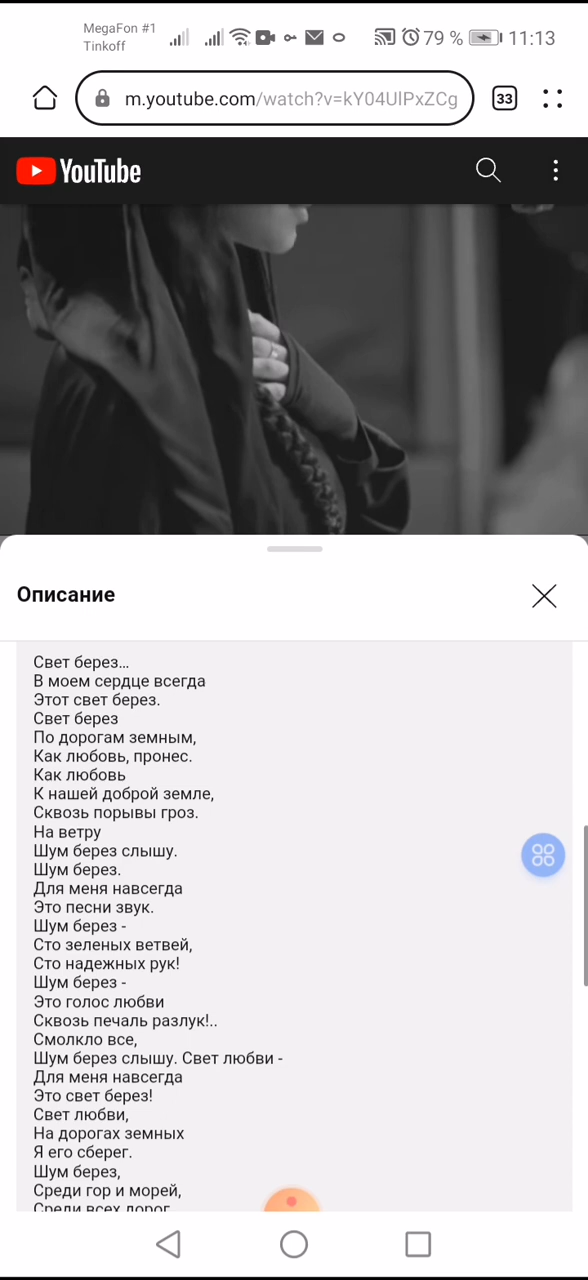 MegaFon #1
Tinkoff
79 %
11:13
m.youtube.com/watch?v=kY04UlPxZCg
33
YouTube
Описание
Свет берез...
В моем сердце всегда
Этот свет берез.
Свет берез
По дорогам земным,
Как любовь, пронес.
Как любовь
К нашей доброй земле,
Сквозь порывы гроз.
На ветру
Шум берез слышу.
Шум берез.
Для меня навсегда
Это песни звук.
Шум берез -
Сто зеленых ветвей,
Сто надежных рук!
Шум берез -
Это голос любви
Сквозь печаль разлук!..
Смолкло все,
Шум берез слышу. Свет любви -
Для меня навсегда
Это свет берез!
Свет любви,
На дорогах земных
Я его сберег.
Шум берез,
Среди гор и морей,
Среди всех дорог